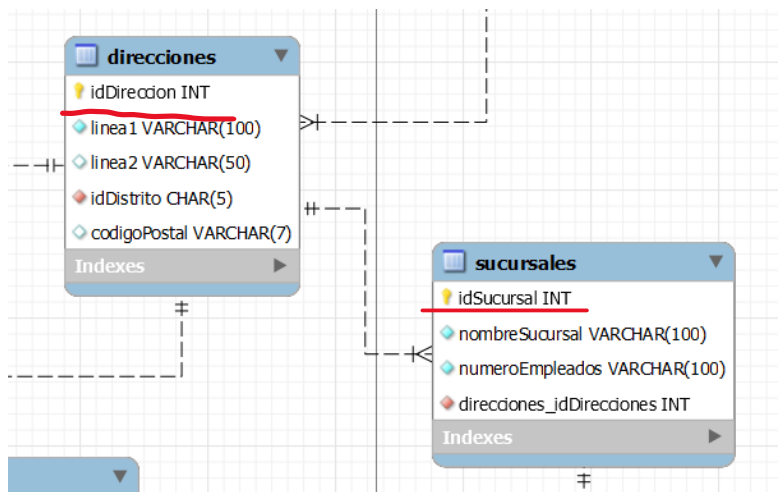 direcciones
idDireccion INT
linea1 VARCHAR(100)
linea2 VARCHAR(50)
idDistrito CHAR(5)
codigoPostal VARCHAR(7)
Indexes
sucursales
idSucursal INT
nombreSucursal VARCHAR(100)
numeroEmpleados VARCHAR(100)
direcciones_idDirecciones INT
Indexes